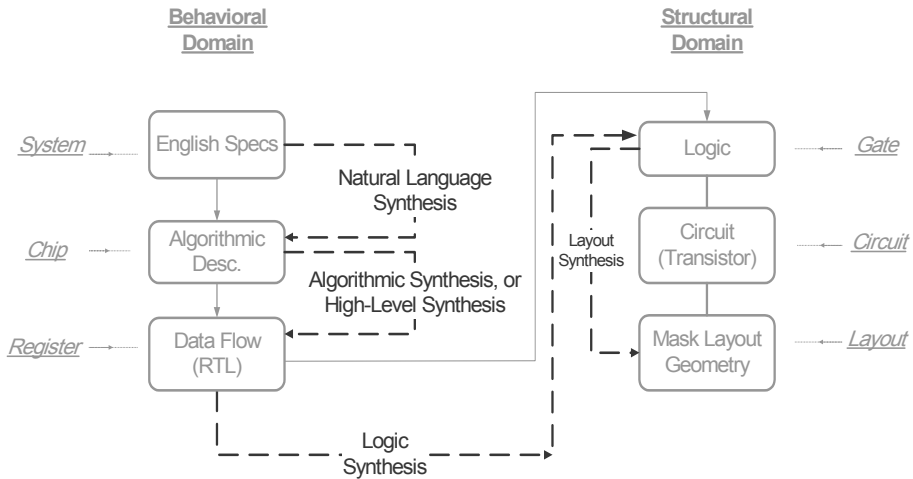 Behavioral
Domain
Structural
Domain
System
English Specs
Natural Language
Synthesis
Chip
Algorithmic
Desc.
Algorithmic Synthesis, or
High-Level Synthesis
Register
Data Flow
(RTL)
Logic
Synthesis
Logic
Gate
Layout
Synthesis
Circuit
(Transistor)
Circuit
Mask Layout
Geometry
Layout